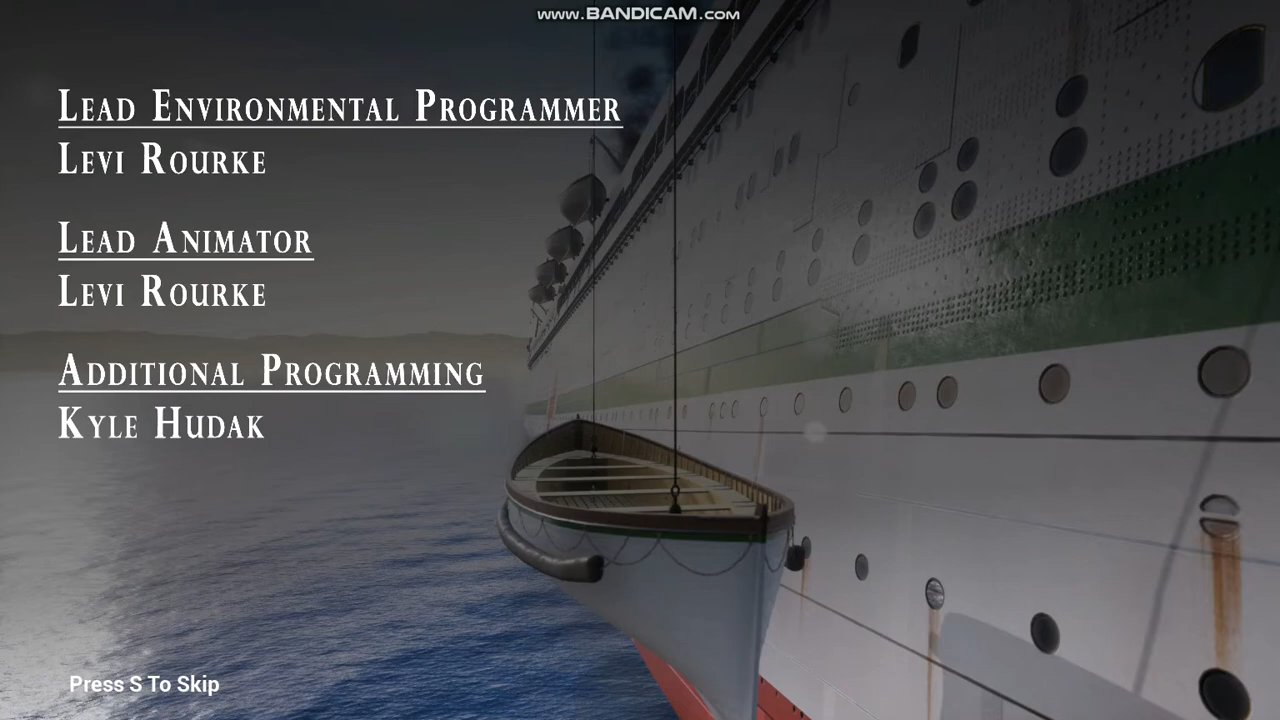 www.BANDICAM.com
Lead Environmental Programmer
Levi Rourke
Lead Animator
Levi Rourke
Additional Programming
Kyle Hudak
Press S To Skip